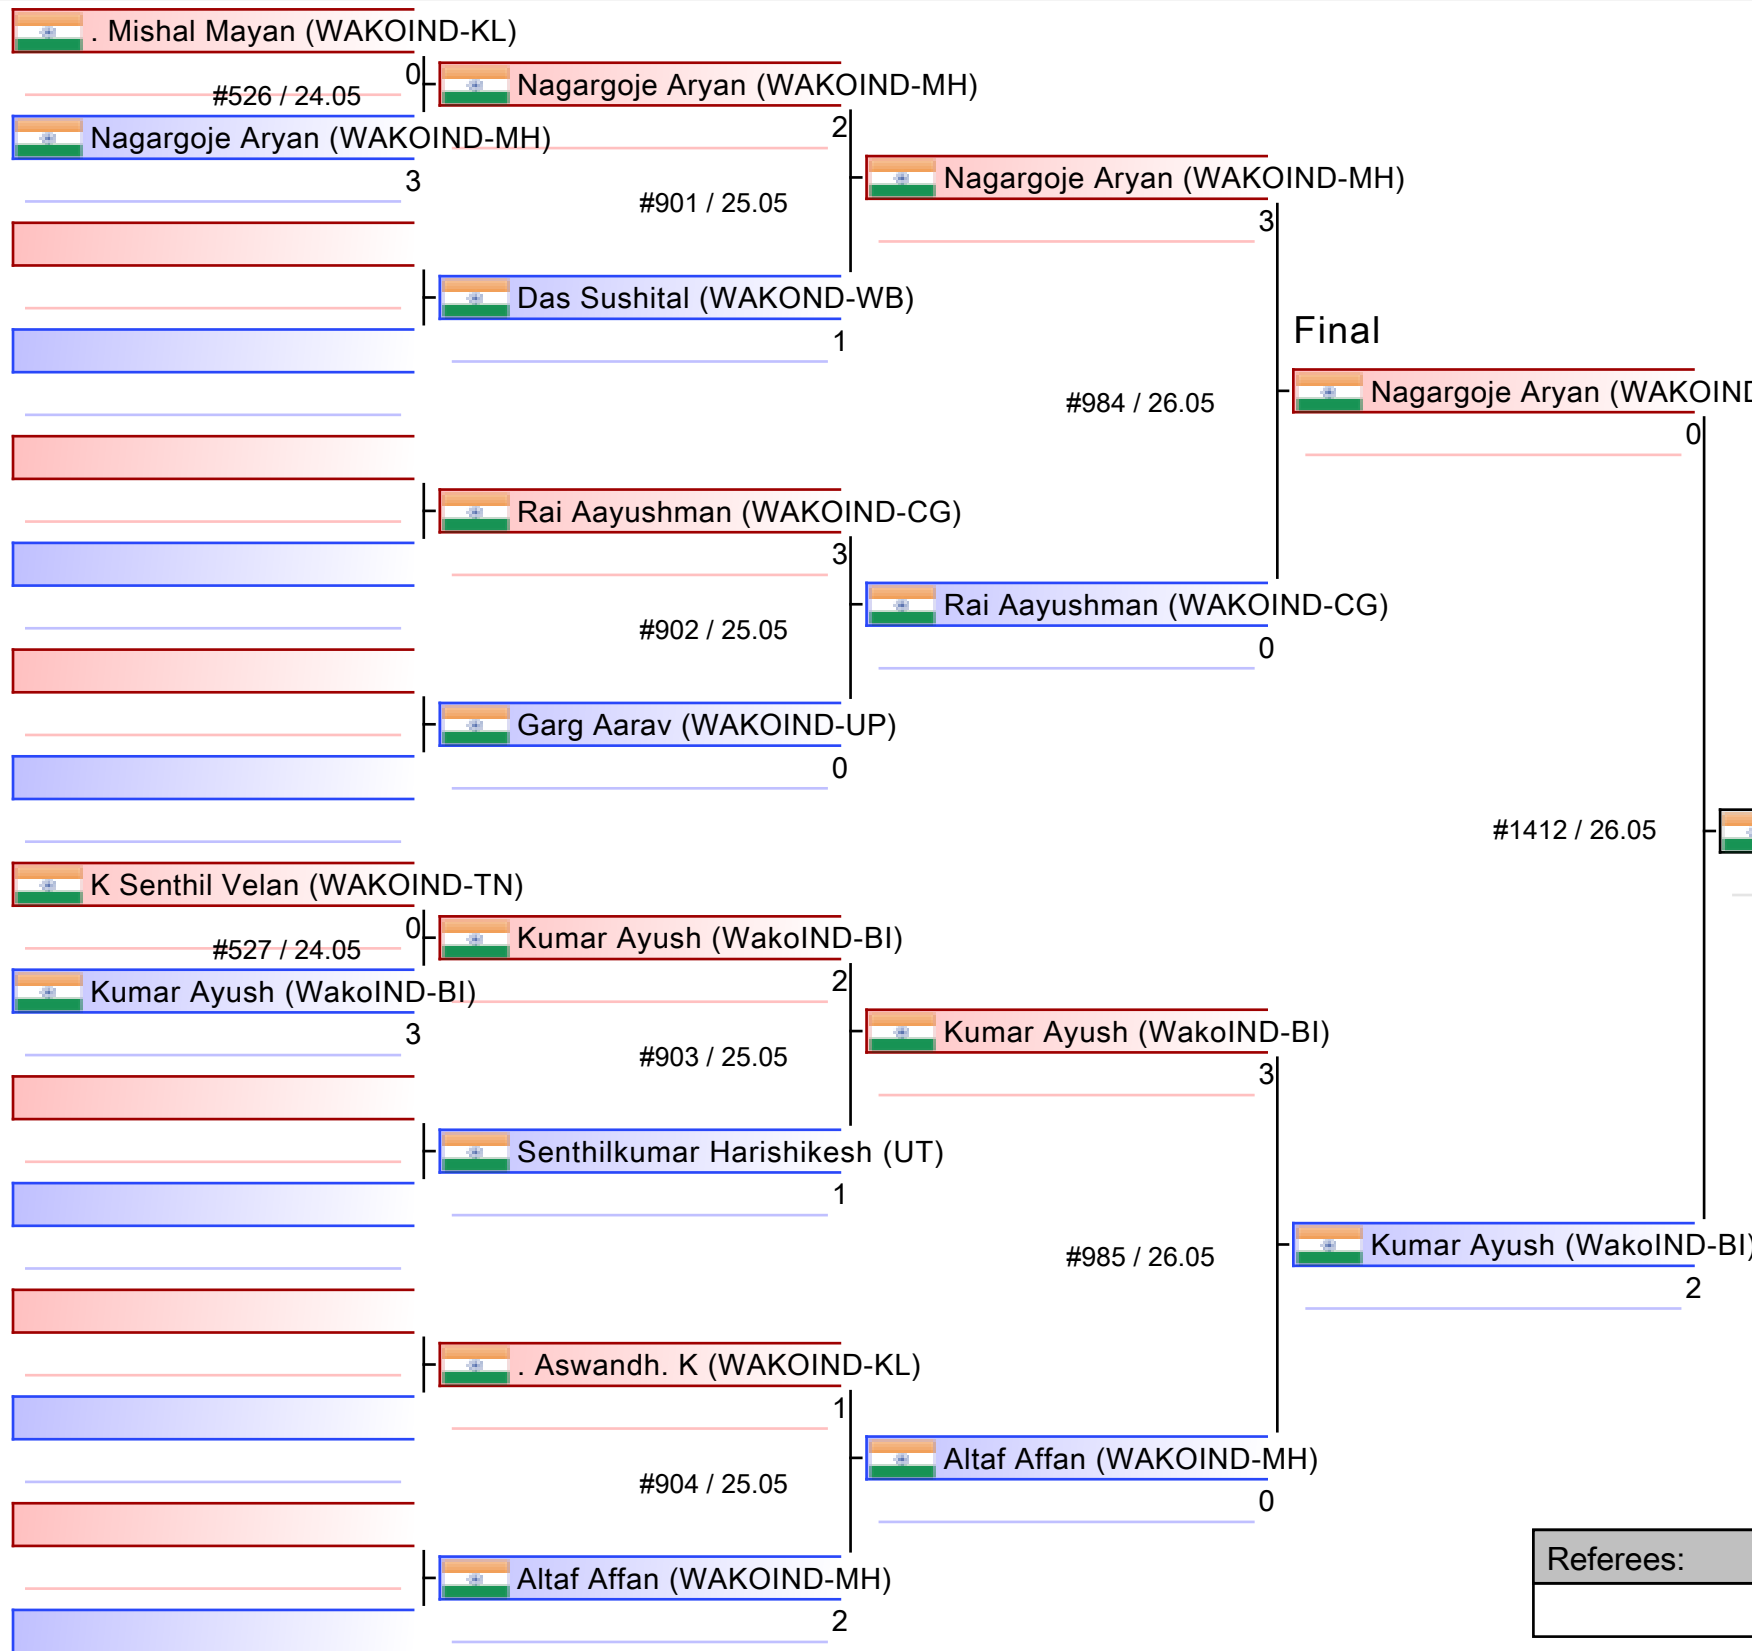 . Mishal Mayan (WAKOIND-KL)
0
#526 / 24.05
Nagargoje Aryan (WAKOIND-MH)
3
Nagargoje Aryan (WAKOIND-MH)
2
#901 / 25.05
Das Sushital (WAKOND-WB)
1
Nagargoje Aryan (WAKOIND-MH)
3
#984 / 26.05
Rai Aayushman (WAKOIND-CG)
3
#902 / 25.05
Garg Aarav (WAKOIND-UP)
0
Rai Aayushman (WAKOIND-CG)
0
Final
Nagargoje Aryan (WAKOIND
0
#1412 / 26.05
K Senthil Velan (WAKOIND-TN)
0
#527 / 24.05
Kumar Ayush (WakoIND-BI)
3
Kumar Ayush (WakoIND-BI)
2
#903 / 25.05
Senthilkumar Harishikesh (UT)
1
Kumar Ayush (WakoIND-BI)
3
#985 / 26.05
Kumar Ayush (WakoIND-BI)
2
. Aswandh. K (WAKOIND-KL)
1
#904 / 25.05
Altaf Affan (WAKOIND-MH)
2
Altaf Affan (WAKOIND-MH)
0
Referees: